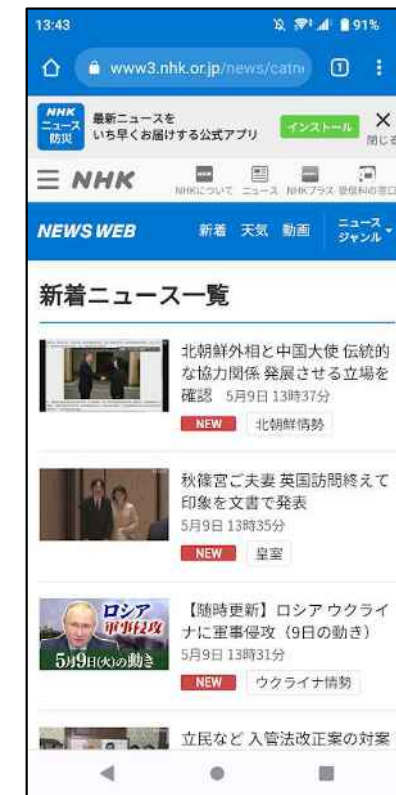 13:43
91%
www3.nhk.or.jp/news/catn
1
NHK
ニュース
防災
最新ニュースを
いち早くお届けする公式アプリ
インストール
閉じる
NHK
NHKについて ニュース NHKプラス 受信料の窓口
NEWS WEB
新着 天気 動画 ニュース
ジャンル
新着ニュース一覧
北朝鮮外相と中国大使 伝統的
な協力関係 発展させる立場を
確認 5月9日 13時37分
NEW 北朝鮮情勢
秋篠宮ご夫妻 英国訪問終えて
印象を文書で発表
5月9日 13時35分
NEW 皇室
ロシア
軍事侵攻
5月9日(火)の動き
【随時更新】ロシア ウクライ
ナに軍事侵攻（9日の動き）
5月9日 13時31分
NEW ウクライナ情勢
立民など 入管法改正案の対案